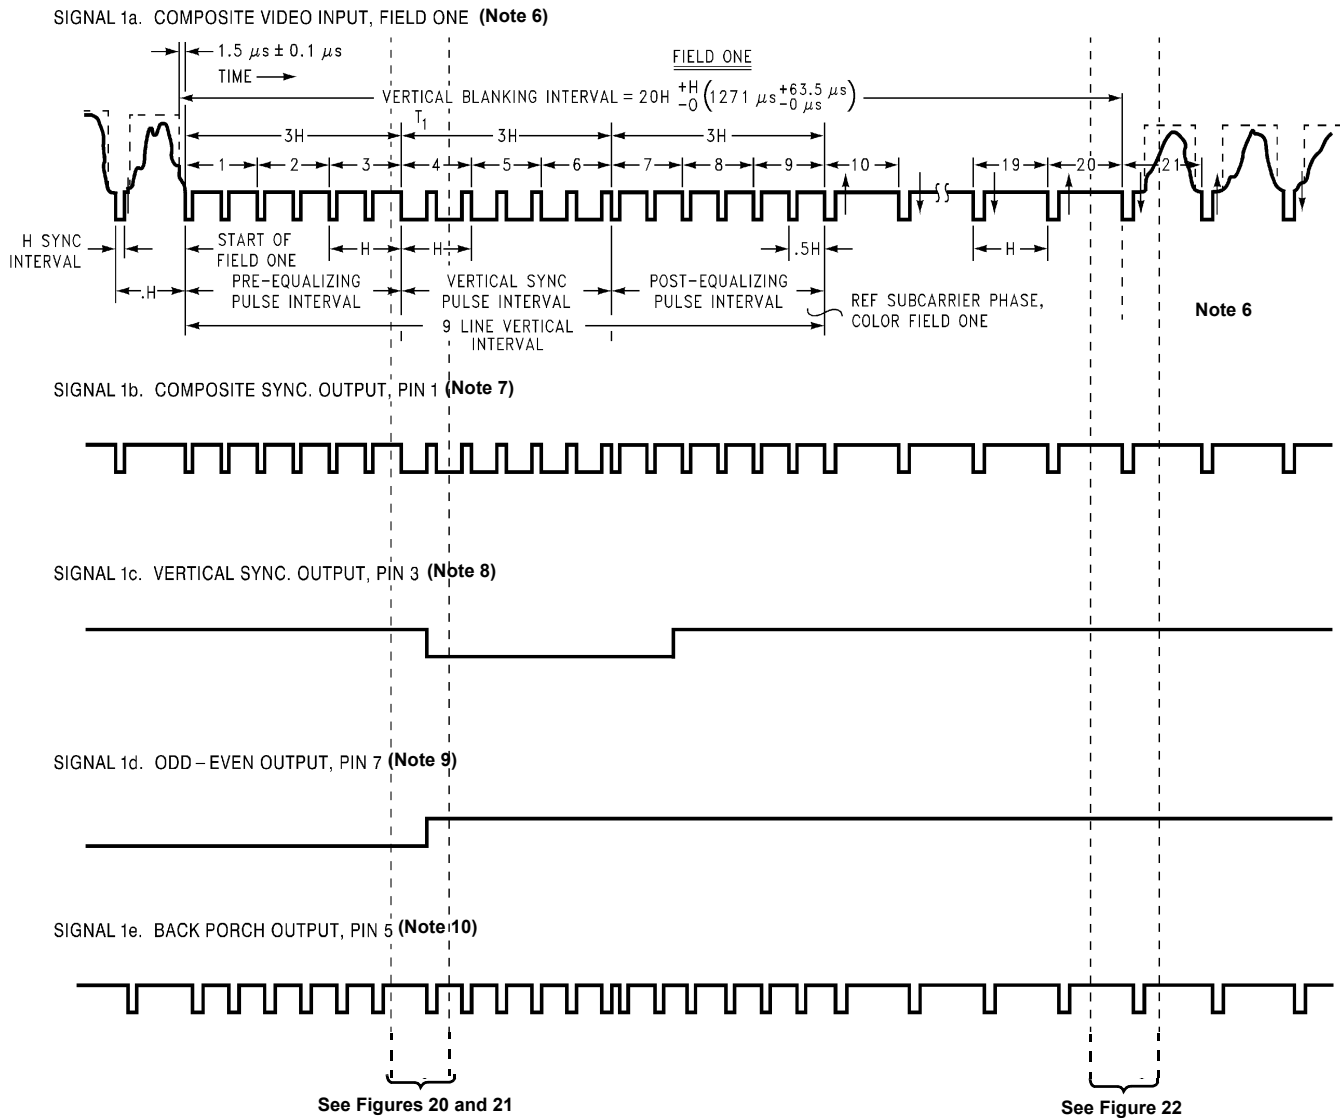 SIGNAL 1a. COMPOSITE VIDEO INPUT, FIELD ONE (Note 6)
1.5 µs ± 0.1 µs
TIME
FIELD ONE
VERTICAL BLANKING INTERVAL = 20H +H -0 (1271 µs +63.5 µs -0 µs)
T1
3H 3H 3H
1 2 3 4 5 6 7 8 9 10 19 20 21
H SYNC INTERVAL
START OF FIELD ONE
H H .5H H
.H
PRE-EQUALIZING PULSE INTERVAL
VERTICAL SYNC PULSE INTERVAL
POST-EQUALIZING PULSE INTERVAL
REF SUBCARRIER PHASE, COLOR FIELD ONE
Note 6
9 LINE VERTICAL INTERVAL
SIGNAL 1b. COMPOSITE SYNC. OUTPUT, PIN 1 (Note 7)
SIGNAL 1c. VERTICAL SYNC. OUTPUT, PIN 3 (Note 8)
SIGNAL 1d. ODD – EVEN OUTPUT, PIN 7 (Note 9)
SIGNAL 1e. BACK PORCH OUTPUT, PIN 5 (Note 10)
See Figures 20 and 21
See Figure 22